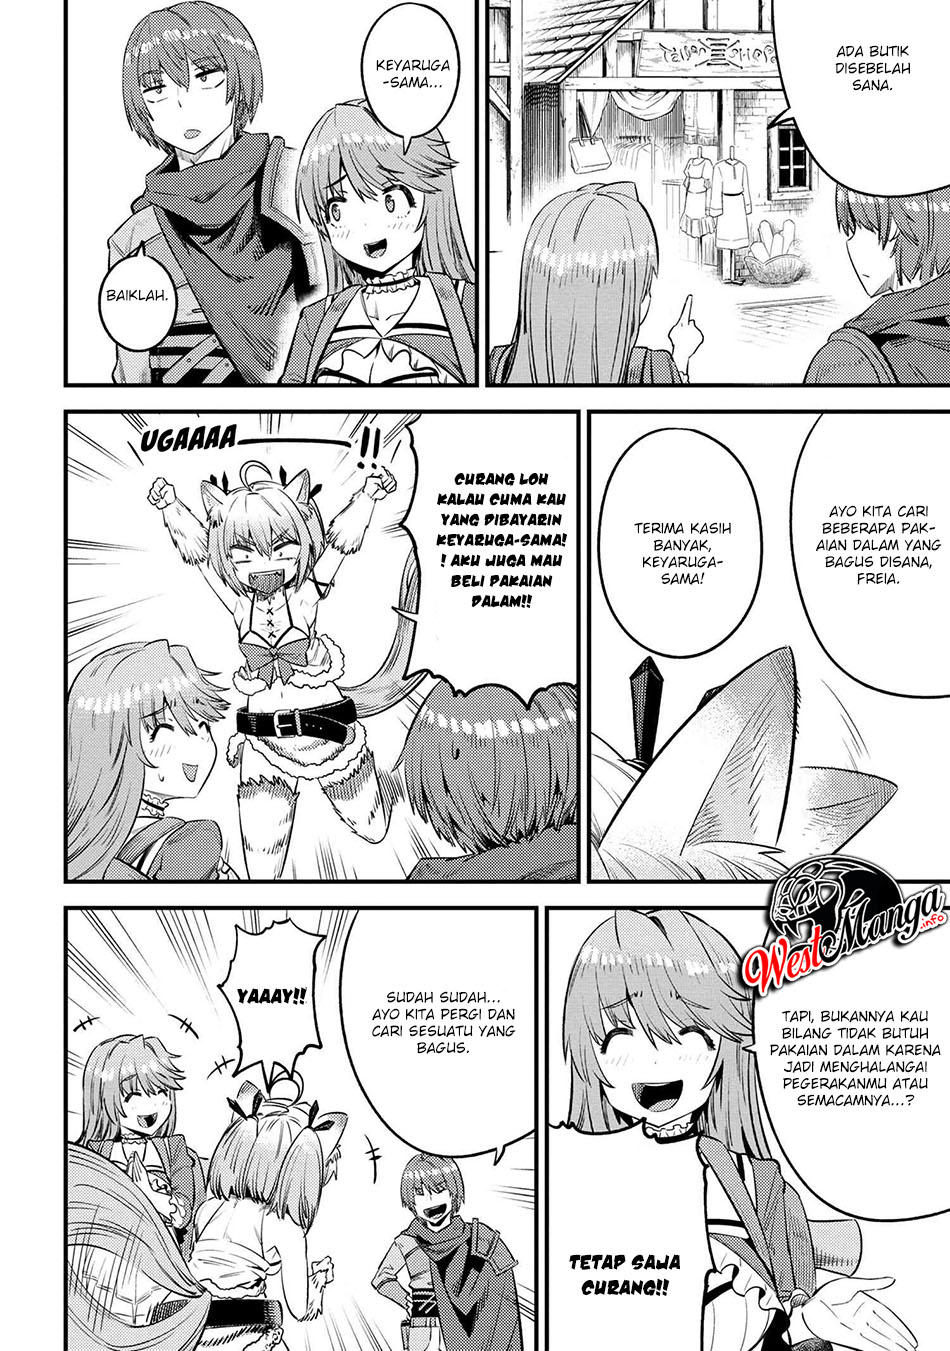 ADA BUTIK
DISEBELAH
SANA.
KEYARUGA
-SAMA...
BAIKLAH.
AYO KITA CARI
BEBERAPA PAK-
AIAN DALAM YANG
BAGUS DISANA,
FREIA.
TERIMA KASIH
BANYAK,
KEYARUGA-
SAMA!
CURANG LOH
KALAU CUMA KAU
YANG DIBAYARIN
KEYARUGA-SAMA!
! AKU JUGA MAU
BELI PAKAIAN
DALAM!!
UGAAAA!!
TAPI, BUKANNYA KAU
BILANG TIDAK BUTUH
PAKAIAN DALAM KARENA
JADI MENGHALANGAI
PEGERAKANMU ATAU
SEMACAMNYA...?
TETAP SAJA
CURANG!!
SUDAH SUDAH...
AYO KITA PERGI DAN
CARI SESUATU YANG
BAGUS.
YAAAY!!
WestManga
.info